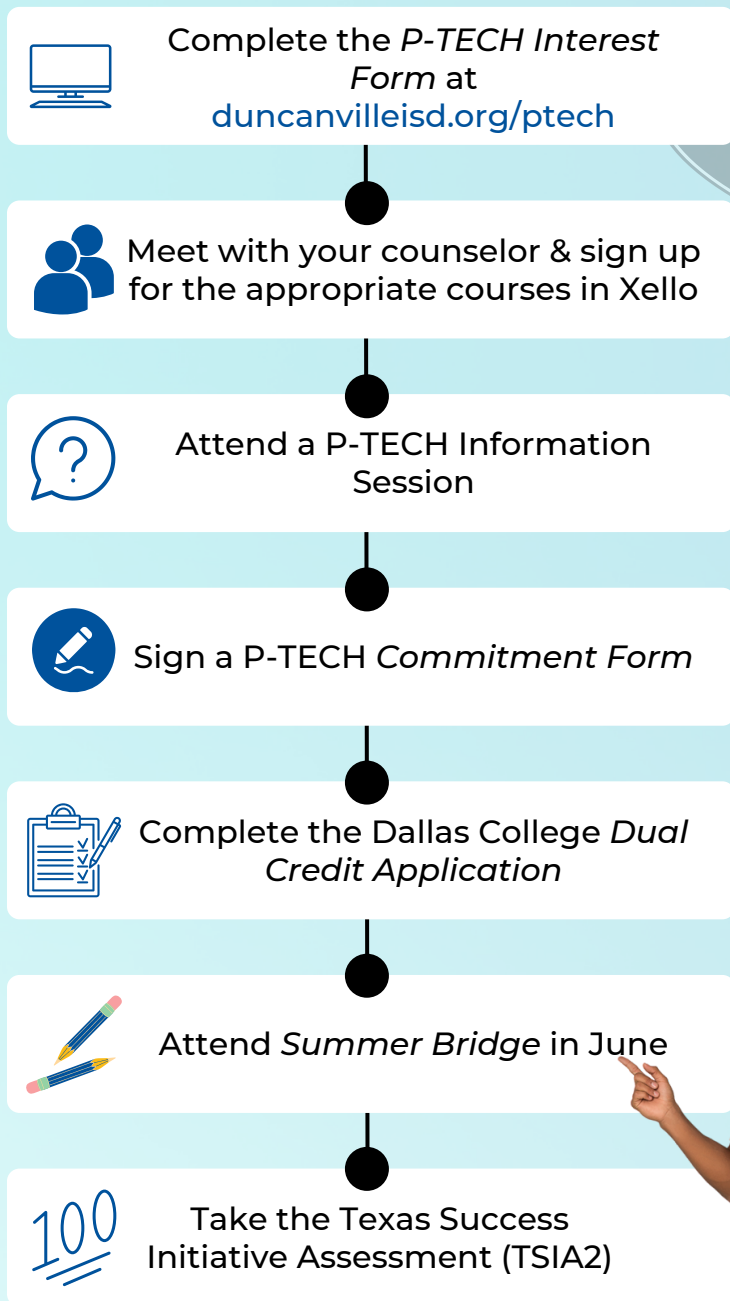 Complete the P-TECH Interest
Form at
duncanvilleisd.org/ptech
Meet with your counselor & sign up
for the appropriate courses in Xello
?
Attend a P-TECH Information
Session
Sign a P-TECH Commitment Form
Complete the Dallas College Dual
Credit Application
Attend Summer Bridge in June
100
Take the Texas Success
Initiative Assessment (TSIA2)